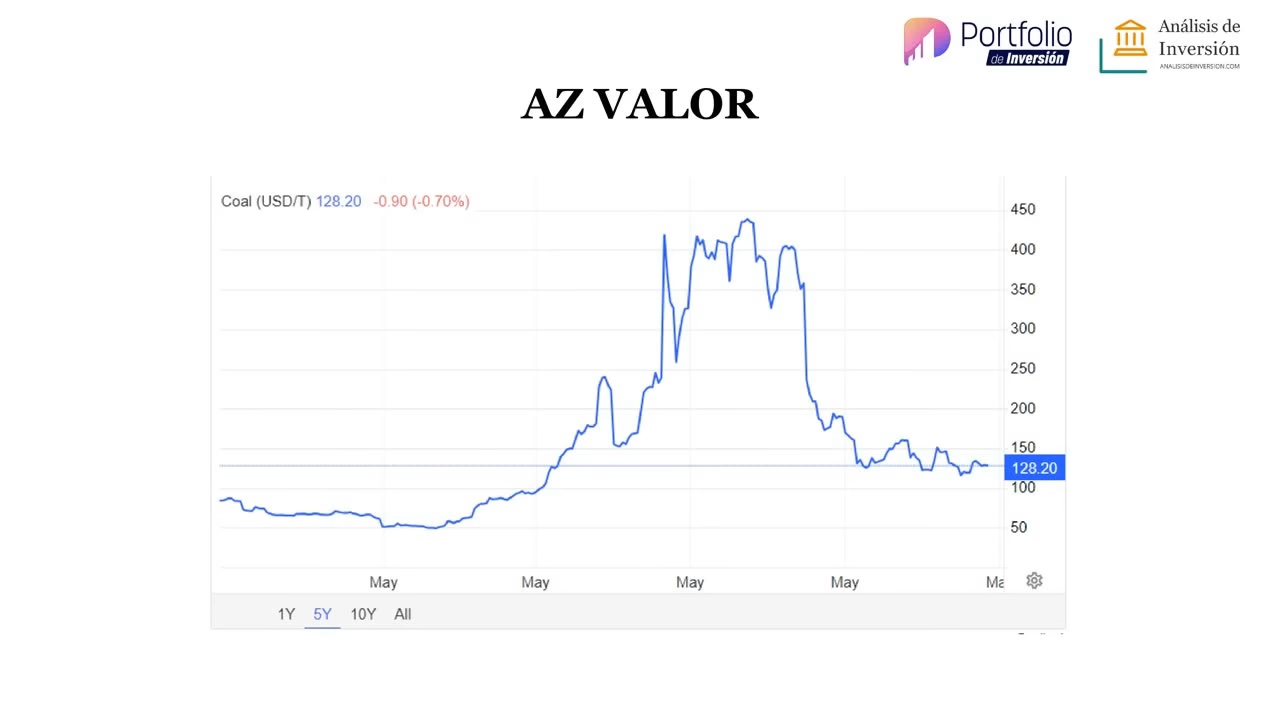 Portfolio
de Inversión
Análisis de
Inversión
ANALISISDEINVERSION.COM
AZ VALOR
Coal (USD/T) 128.20 -0.90 (-0.70%)
450
400
350
300
250
200
150
128.20
100
50
May May May May Ma
1Y 5Y 10Y All